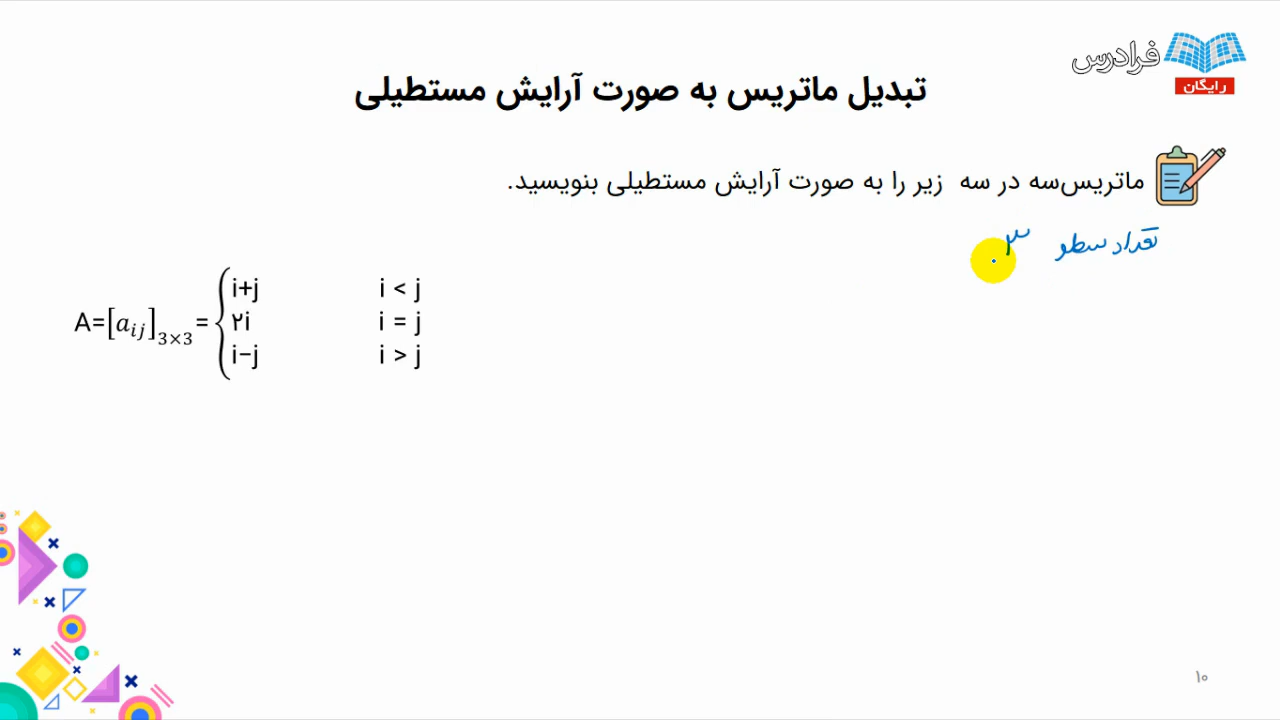 فرادرس
رایگان
تبدیل ماتریس به صورت آرایش مستطیلی
ماتریس‌سه در سه زیر را به صورت آرایش مستطیلی بنویسید.
تعداد سطو ۳
i+j i < j
A=[aij]3×3= ۲i i = j
i−j i > j
۱۰